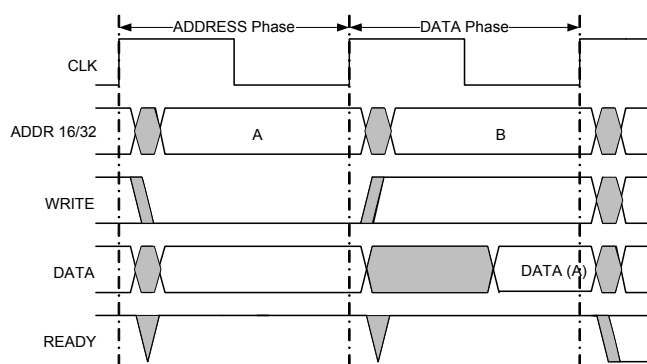 ADDRESS Phase DATA Phase
CLK
ADDR 16/32 A B
WRITE
DATA DATA (A)
READY